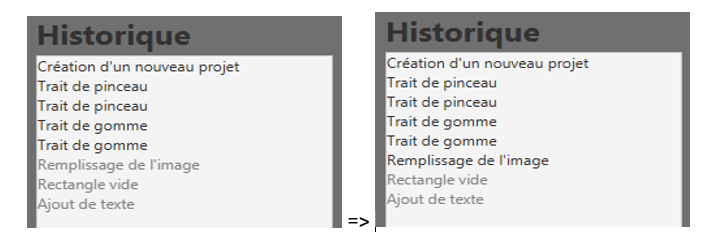 Historique
Création d'un nouveau projet
Trait de pinceau
Trait de pinceau
Trait de gomme
Trait de gomme
Remplissage de l'image
Rectangle vide
Ajout de texte
=>
Historique
Création d'un nouveau projet
Trait de pinceau
Trait de pinceau
Trait de gomme
Trait de gomme
Remplissage de l'image
Rectangle vide
Ajout de texte